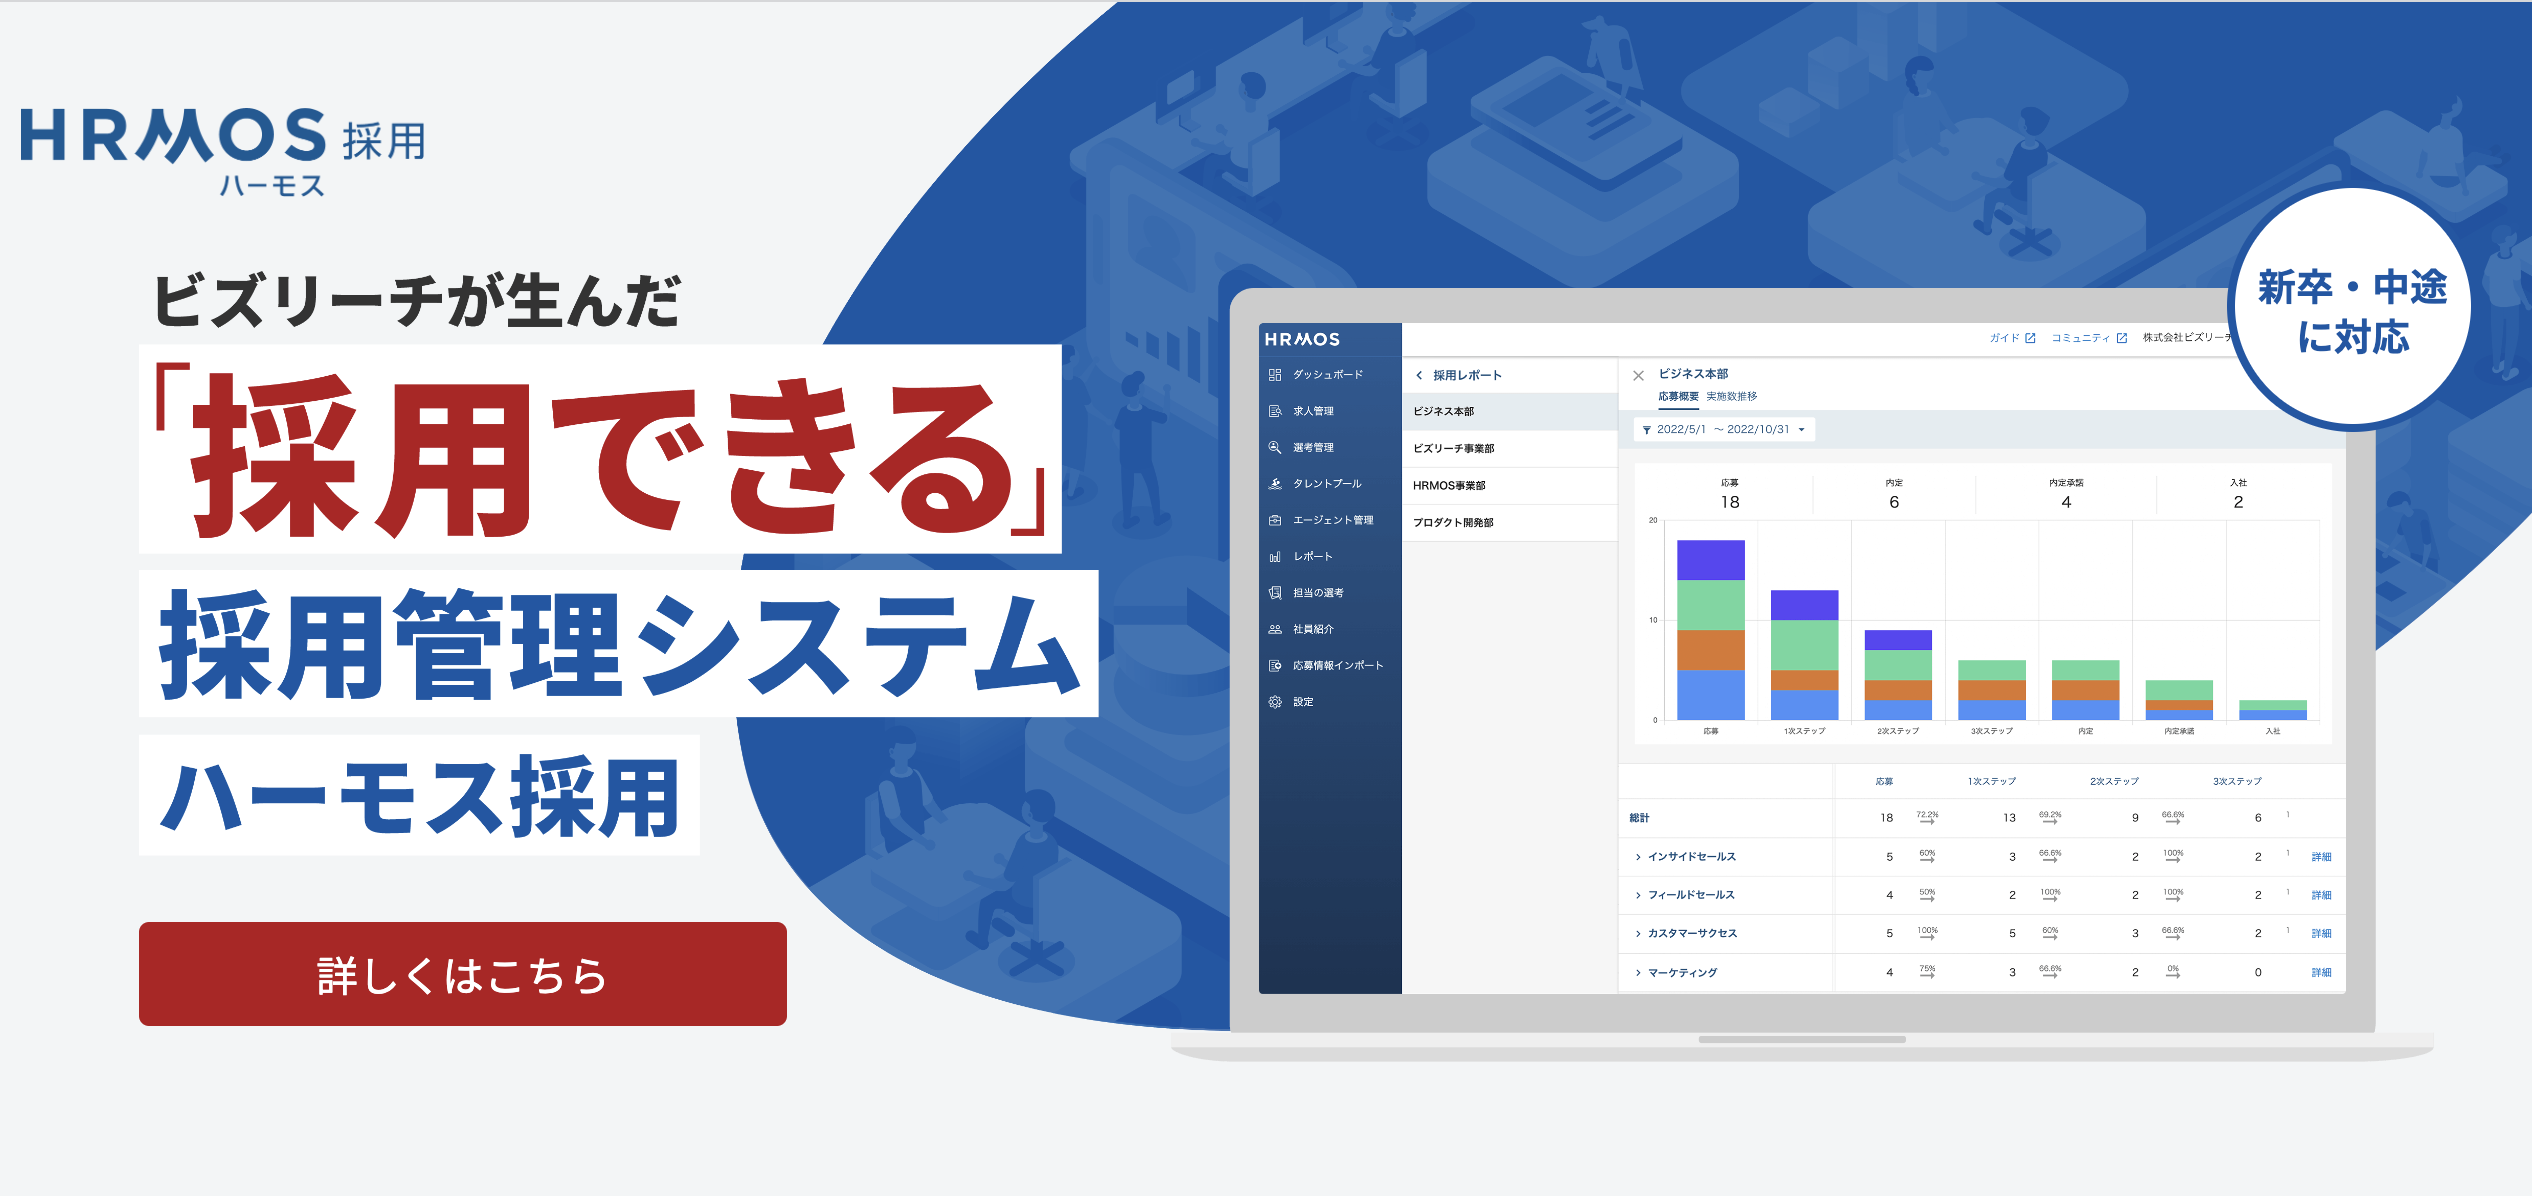 HRMOS 採用
ハーモス
ビズリーチが生んだ
「採用できる」
採用管理システム
ハーモス採用
詳しくはこちら
新卒・中途
に対応
HRMOS
ダッシュボード
求人管理
選考管理
タレントプール
エージェント管理
レポート
担当の選考
社員紹介
応募情報インポート
設定
採用レポート
ビジネス本部
ビズリーチ事業部
HRMOS事業部
プロダクト開発部
ガイド コミュニティ 株式会社ビズリーチ
ビジネス本部
応募概要 実施数推移
2022/5/1 ～ 2022/10/31
応募 内定 内定承諾 入社
18 6 4 2
20
10
0
応募 1次ステップ 2次ステップ 3次ステップ 内定 内定承諾 入社
応募 1次ステップ 2次ステップ 3次ステップ
総計 18 72.2% 13 69.2% 9 66.6% 6 1
インサイドセールス 5 60% 3 66.6% 2 100% 2 1 詳細
フィールドセールス 4 50% 2 100% 2 100% 2 1 詳細
カスタマーサクセス 5 100% 5 60% 3 66.6% 2 1 詳細
マーケティング 4 75% 3 66.6% 2 0% 0 詳細